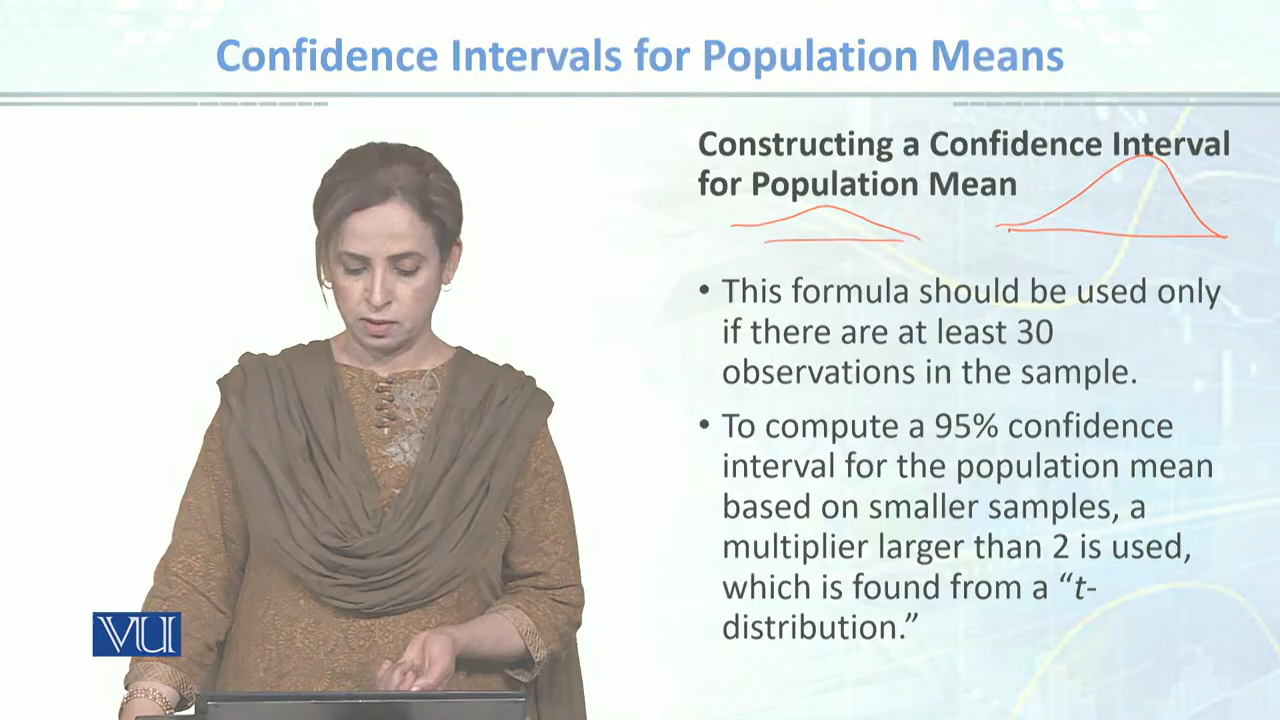 Confidence Intervals for Population Means
Constructing a Confidence Interval
for Population Mean
• This formula should be used only
if there are at least 30
observations in the sample.
• To compute a 95% confidence
interval for the population mean
based on smaller samples, a
multiplier larger than 2 is used,
which is found from a “t-
distribution.”
VU